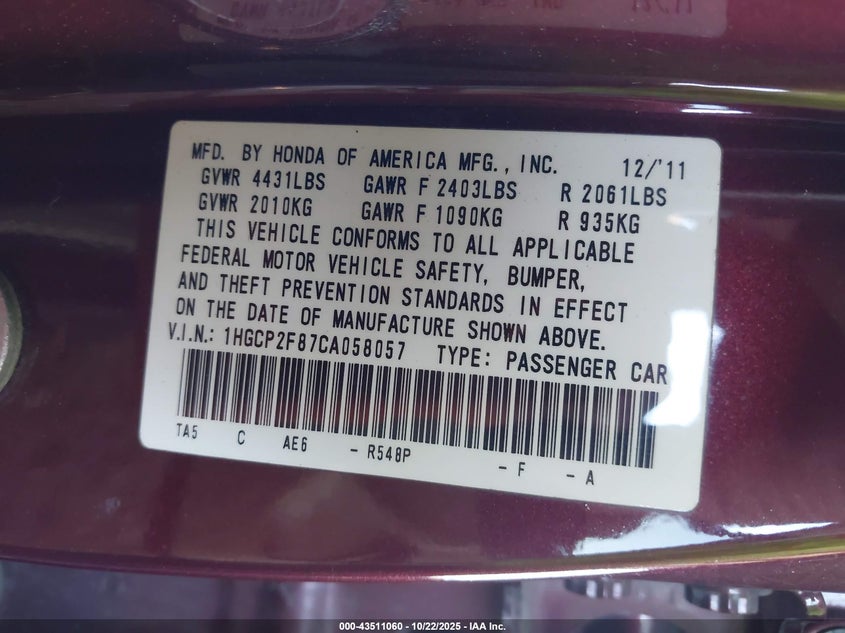 MFD. BY HONDA OF AMERICA MFG., INC. 12/'11
GVWR 4431LBS GAWR F 2403LBS R 2061LBS
GVWR 2010KG GAWR F 1090KG R 935KG
THIS VEHICLE CONFORMS TO ALL APPLICABLE
FEDERAL MOTOR VEHICLE SAFETY, BUMPER,
AND THEFT PREVENTION STANDARDS IN EFFECT
ON THE DATE OF MANUFACTURE SHOWN ABOVE.
V.I.N.: 1HGCP2F87CA058057 TYPE: PASSENGER CAR
TA5 C AE6 - R548P - F - A
000-43511060 | 10/22/2025 | IAA Inc.